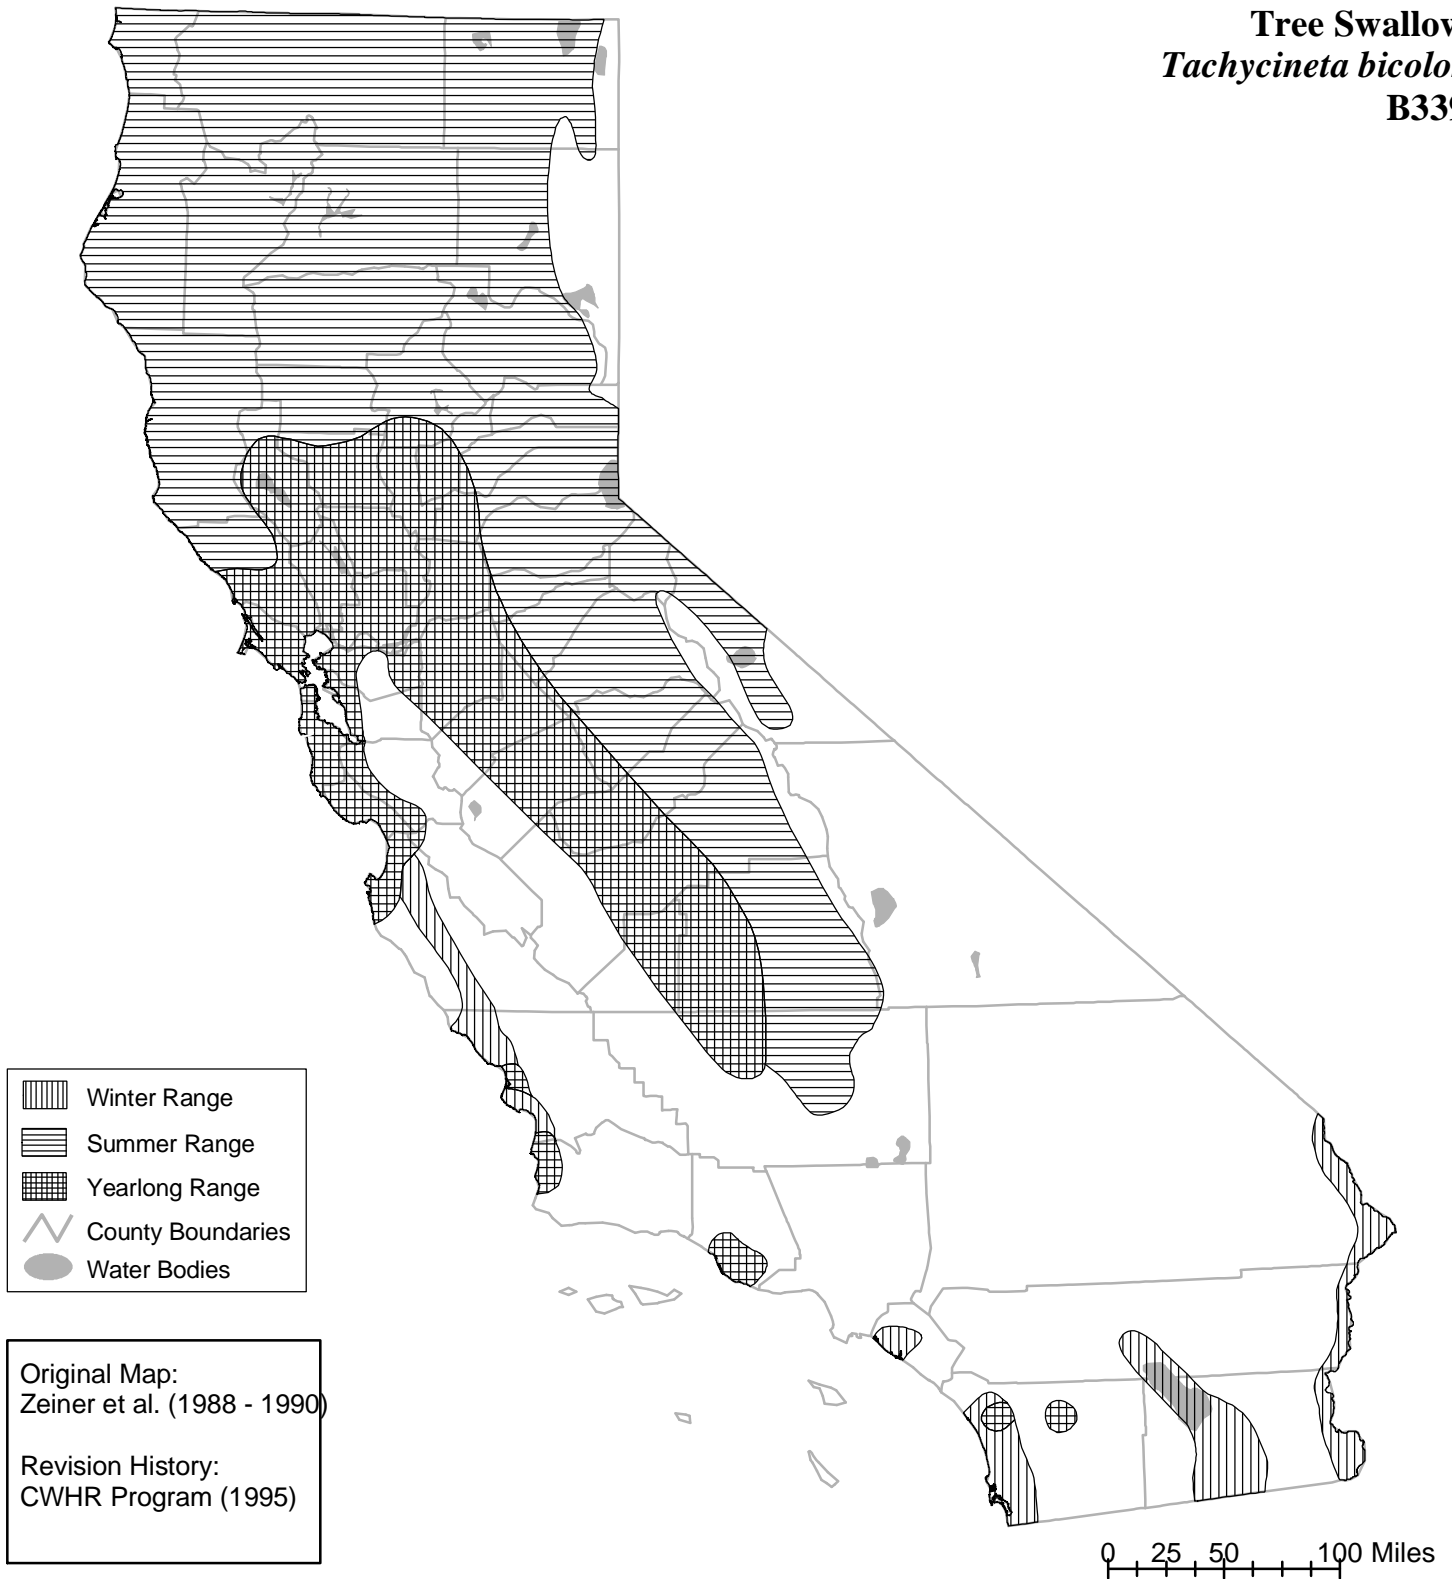 Tree Swallow
Tachycineta bicolor
B339
Winter Range
Summer Range
Yearlong Range
County Boundaries
Water Bodies
Original Map:
Zeiner et al. (1988 - 1990)
Revision History:
CWHR Program (1995)
0 25 50 100 Miles